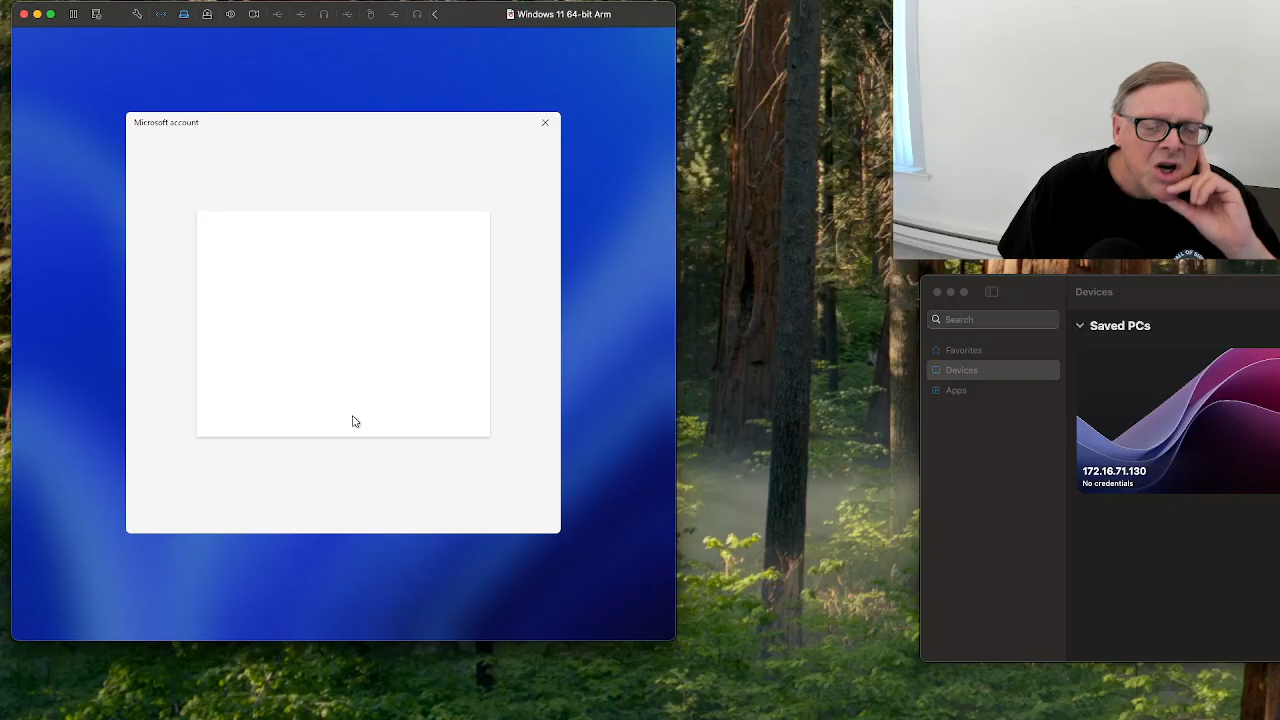 Windows 11 64-bit Arm
Microsoft account
Devices
Search
Saved PCs
Favorites
Devices
Apps
172.16.71.130
No credentials